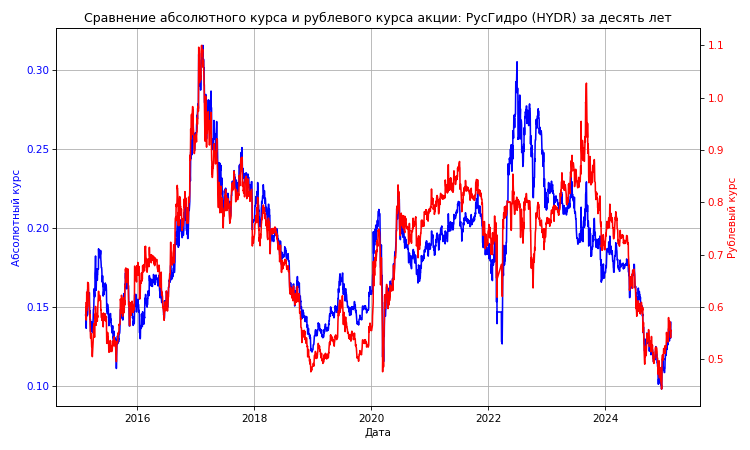 Сравнение абсолютного курса и рублевого курса акции: РусГидро (HYDR) за десять лет
Абсолютный курс
0.30
0.25
0.20
0.15
0.10
1.1
1.0
0.9
0.8
0.7
0.6
0.5
Рублевый курс
2016 2018 2020 2022 2024
Дата